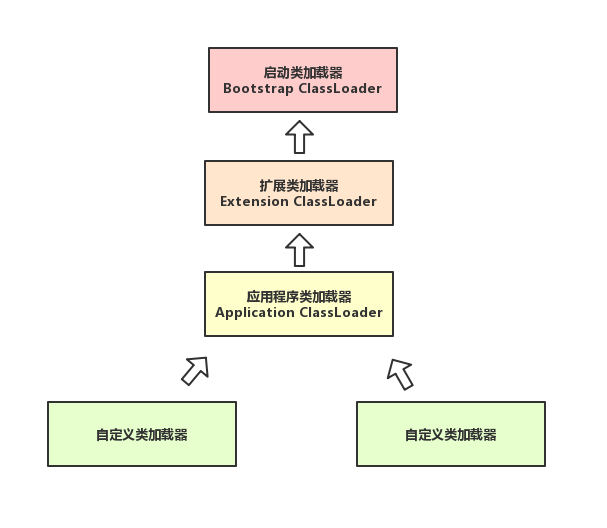 启动类加载器
Bootstrap ClassLoader
扩展类加载器
Extension ClassLoader
应用程序类加载器
Application ClassLoader
自定义类加载器
自定义类加载器